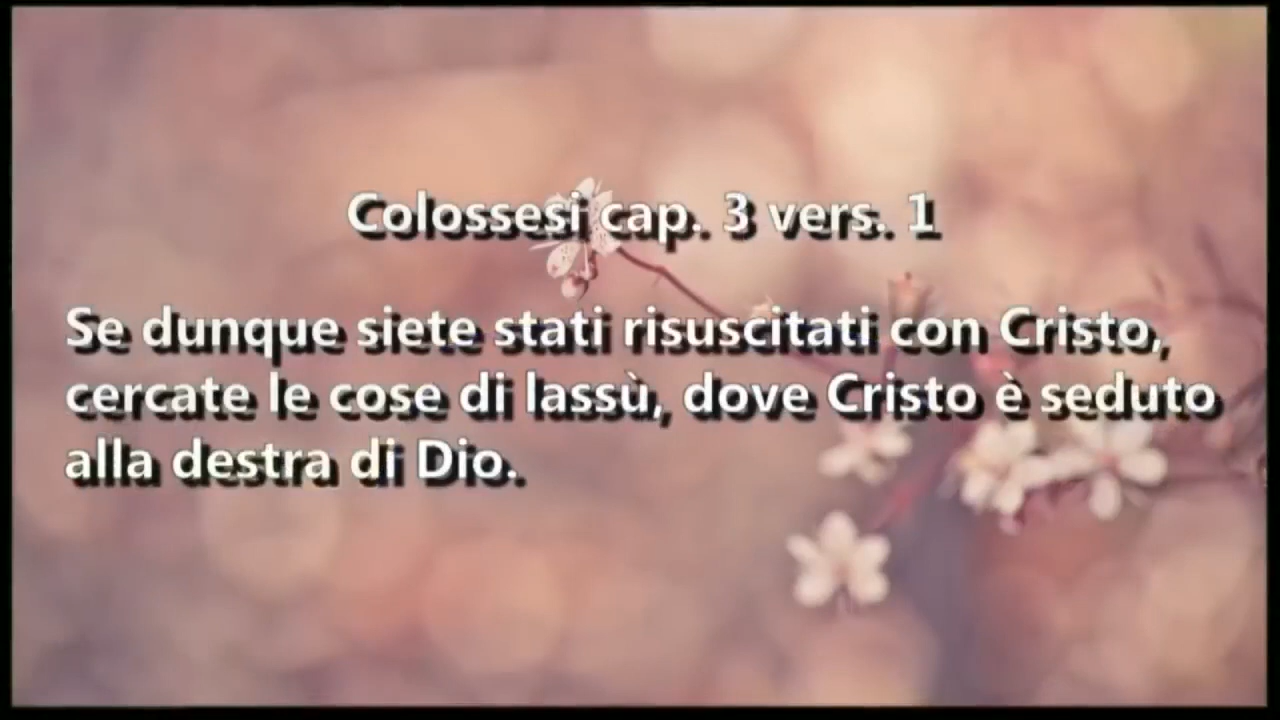 Colossesi cap. 3 vers. 1
Se dunque siete stati risuscitati con Cristo,
cercate le cose di lassù, dove Cristo è seduto
alla destra di Dio.